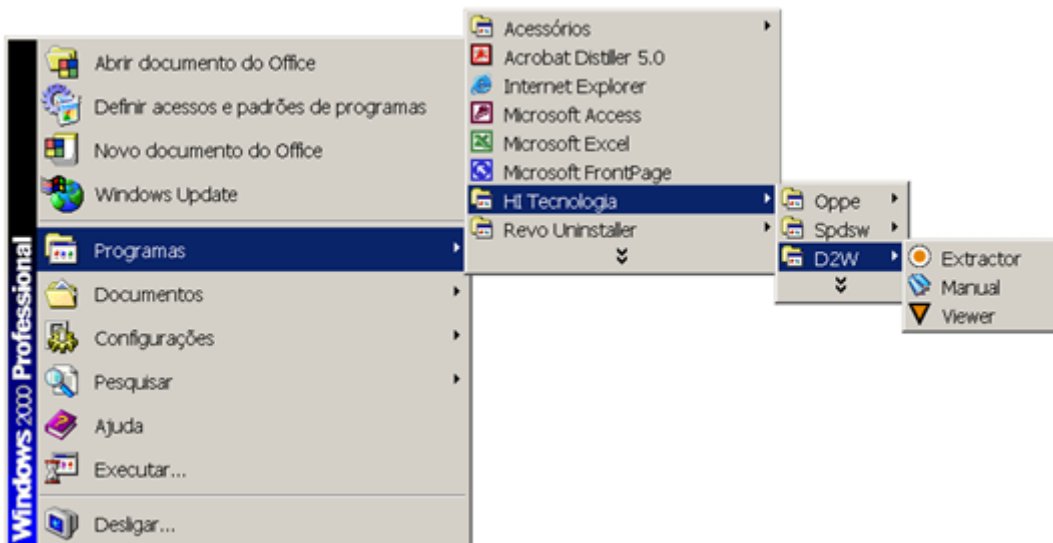 Windows 2000 Professional
Abrir documento do Office
Definir acessos e padrões de programas
Novo documento do Office
Windows Update
Programas
Documentos
Configurações
Pesquisar
Ajuda
Executar...
Desligar...
Acessórios
Acrobat Distiller 5.0
Internet Explorer
Microsoft Access
Microsoft Excel
Microsoft FrontPage
HI Tecnologia
Revo Uninstaller
Oppe
Spdsw
D2W
Extractor
Manual
Viewer